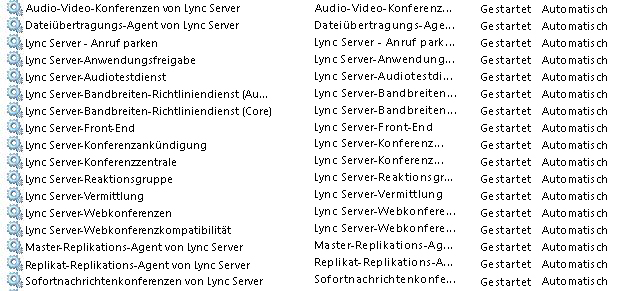 Audio-Video-Konferenzen von Lync Server Audio-Video-Konferenz... Gestartet Automatisch
Dateiübertragungs-Agent von Lync Server Dateiübertragungs-Age... Gestartet Automatisch
Lync Server - Anruf parken Lync Server - Anruf park... Gestartet Automatisch
Lync Server-Anwendungsfreigabe Lync Server-Anwendung... Gestartet Automatisch
Lync Server-Audiotestdienst Lync Server-Audiotestdi... Gestartet Automatisch
Lync Server-Bandbreiten-Richtliniendienst (Au... Lync Server-Bandbreiten... Gestartet Automatisch
Lync Server-Bandbreiten-Richtliniendienst (Core) Lync Server-Bandbreiten... Gestartet Automatisch
Lync Server-Front-End Lync Server-Front-End Gestartet Automatisch
Lync Server-Konferenzankündigung Lync Server-Konferenz... Gestartet Automatisch
Lync Server-Konferenzzentrale Lync Server-Konferenz... Gestartet Automatisch
Lync Server-Reaktionsgruppe Lync Server-Reaktionsgr... Gestartet Automatisch
Lync Server-Vermittlung Lync Server-Vermittlung Gestartet Automatisch
Lync Server-Webkonferenzen Lync Server-Webkonfere... Gestartet Automatisch
Lync Server-Webkonferenzkompatibilität Lync Server-Webkonfere... Gestartet Automatisch
Master-Replikations-Agent von Lync Server Master-Replikations-Ag... Gestartet Automatisch
Replikat-Replikations-Agent von Lync Server Replikat-Replikations-A... Gestartet Automatisch
Sofortnachrichtenkonferenzen von Lync Server Sofortnachrichtenkonfe... Gestartet Automatisch